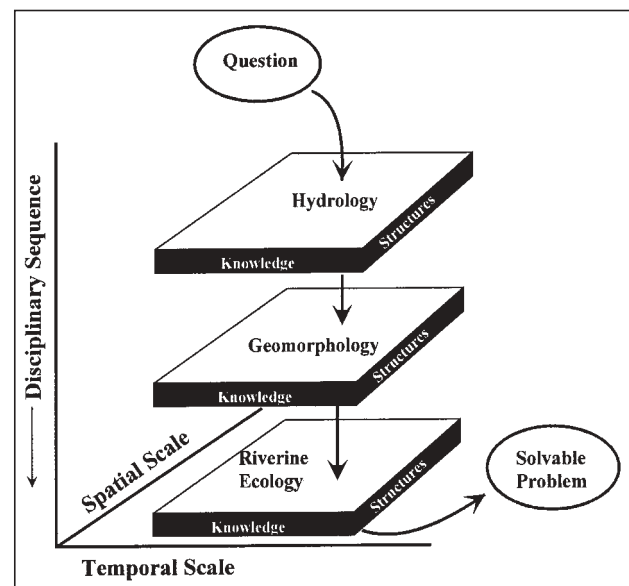 Question
Hydrology
Knowledge
Structures
Geomorphology
Knowledge
Structures
Riverine
Ecology
Knowledge
Structures
Solvable
Problem
Disciplinary Sequence
Spatial Scale
Temporal Scale